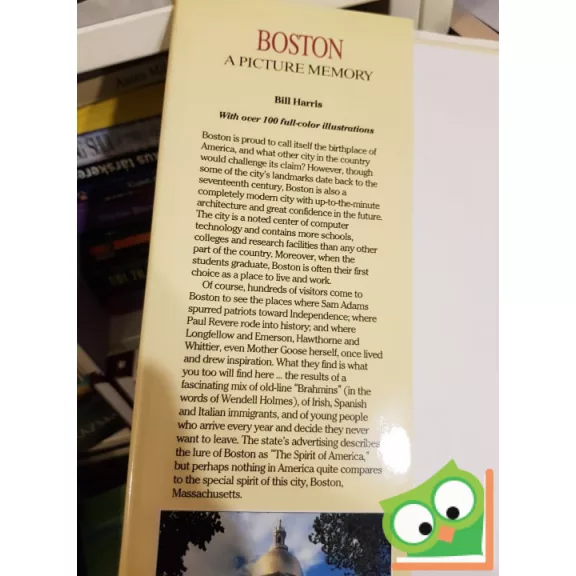 BOSTON
A PICTURE MEMORY
Bill Harris
With over 100 full-color illustrations
Boston is proud to call itself the birthplace of
America, and what other city in the country
would challenge its claim? However, though
some of the city's landmarks date back to the
seventeenth century, Boston is also a
completely modern city with up-to-the-minute
architecture and great confidence in the future.
The city is a noted center of computer
technology and contains more schools,
colleges and research facilities than any other
part of the country. Moreover, when the
students graduate, Boston is often their first
choice as a place to live and work.
Of course, hundreds of visitors come to
Boston to see the places where Sam Adams
spurred patriots toward Independence; where
Paul Revere rode into history; and where
Longfellow and Emerson, Hawthorne and
Whittier, even Mother Goose herself, once lived
and drew inspiration. What they find is what
you too will find here ... the results of a
fascinating mix of old-line "Brahmins" (in the
words of Wendell Holmes), of Irish, Spanish
and Italian immigrants, and of young people
who arrive every year and decide they never
want to leave. The state's advertising describes
the lure of Boston as "The Spirit of America,"
but perhaps nothing in America quite compares
to the special spirit of this city, Boston,
Massachusetts.